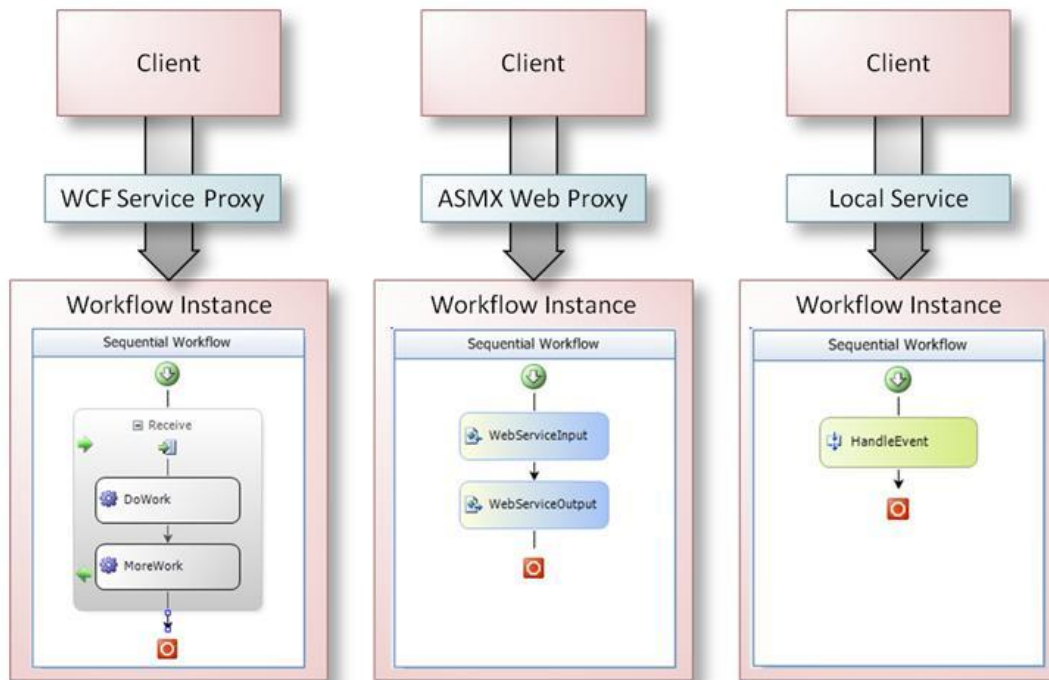 Client
WCF Service Proxy
Workflow Instance
Sequential Workflow
Receive
DoWork
MoreWork
Client
ASMX Web Proxy
Workflow Instance
Sequential Workflow
WebServiceInput
WebServiceOutput
Client
Local Service
Workflow Instance
Sequential Workflow
HandleEvent